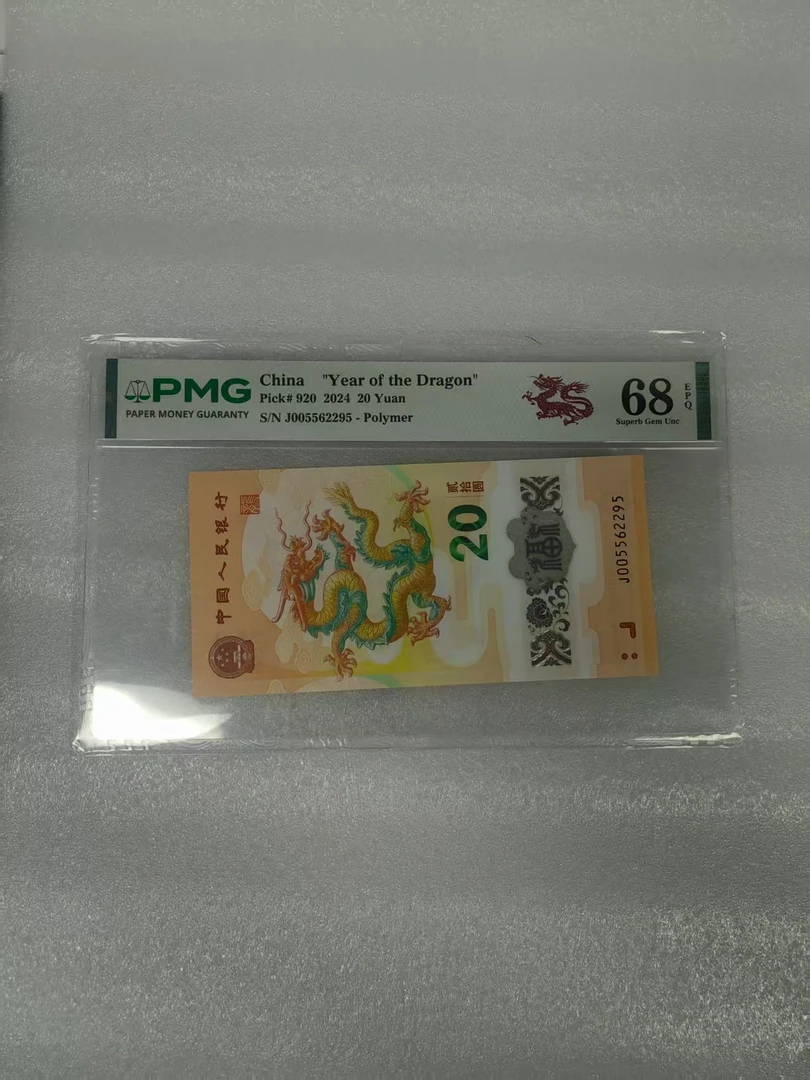 PMG
PAPER MONEY GUARANTY
China "Year of the Dragon"
Pick# 920 2024 20 Yuan
S/N J005562295 - Polymer
68
EPQ
Superb Gem Unc
中国人民银行
贰拾圆
20
福
J005562295